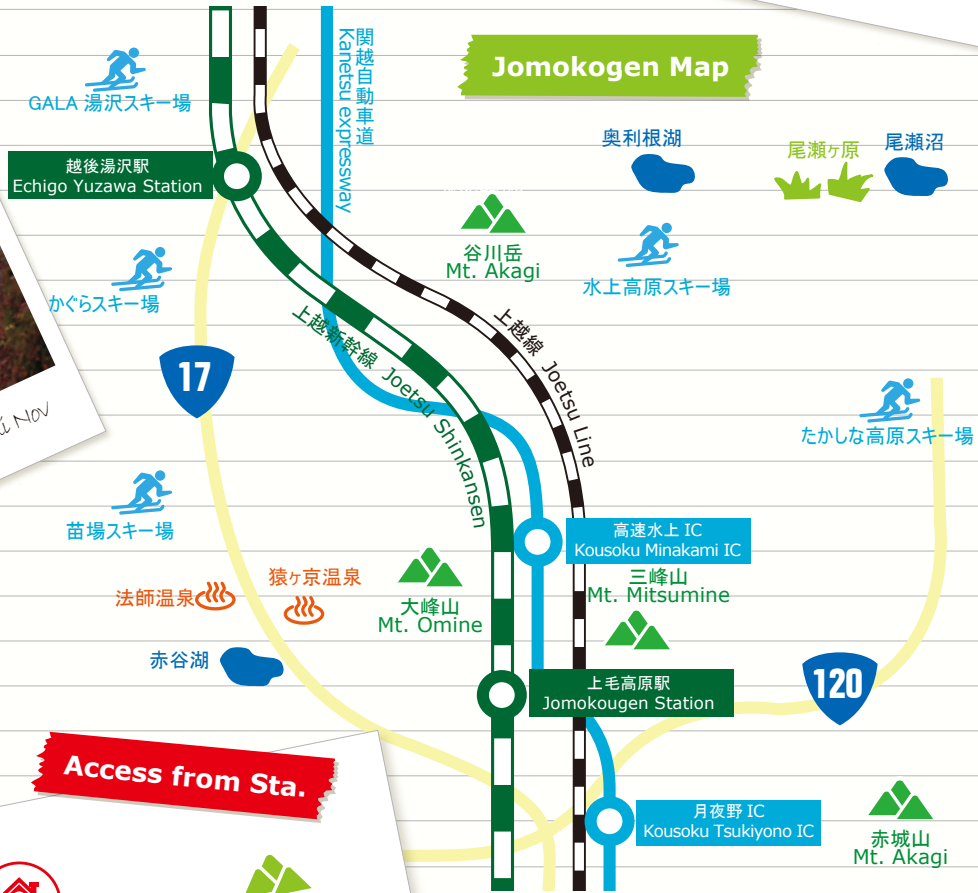 Jomokogen Map
関越自動車道
Kanetsu expressway
GALA 湯沢スキー場
越後湯沢駅
Echigo Yuzawa Station
奥利根湖
尾瀬ヶ原
尾瀬沼
谷川岳
Mt. Akagi
水上高原スキー場
かぐらスキー場
上越新幹線 Joetsu Shinkansen
上越線 Joetsu Line
17
たかしな高原スキー場
Nov
苗場スキー場
高速水上 IC
Kousoku Minakami IC
三峰山
Mt. Mitsumine
法師温泉
猿ヶ京温泉
大峰山
Mt. Omine
赤谷湖
上毛高原駅
Jomokougen Station
120
Access from Sta.
月夜野 IC
Kousoku Tsukiyono IC
赤城山
Mt. Akagi